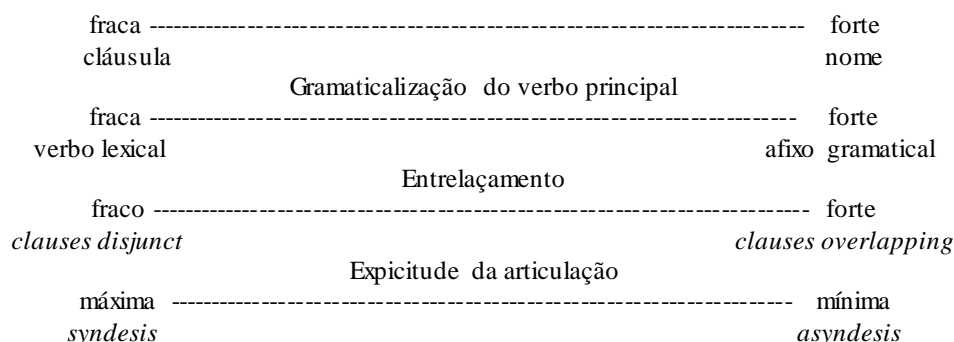 fraca ---------------------------------------------------------------------------- forte
cláusula nome
Gramaticalização do verbo principal
fraca --------------------------------------------------------------------------- forte
verbo lexical afixo gramatical
Entrelaçamento
fraco ---------------------------------------------------------------------------- forte
clauses disjunct clauses overlapping
Expicitude da articulação
máxima ------------------------------------------------------------------------ mínima
syndesis asyndesis